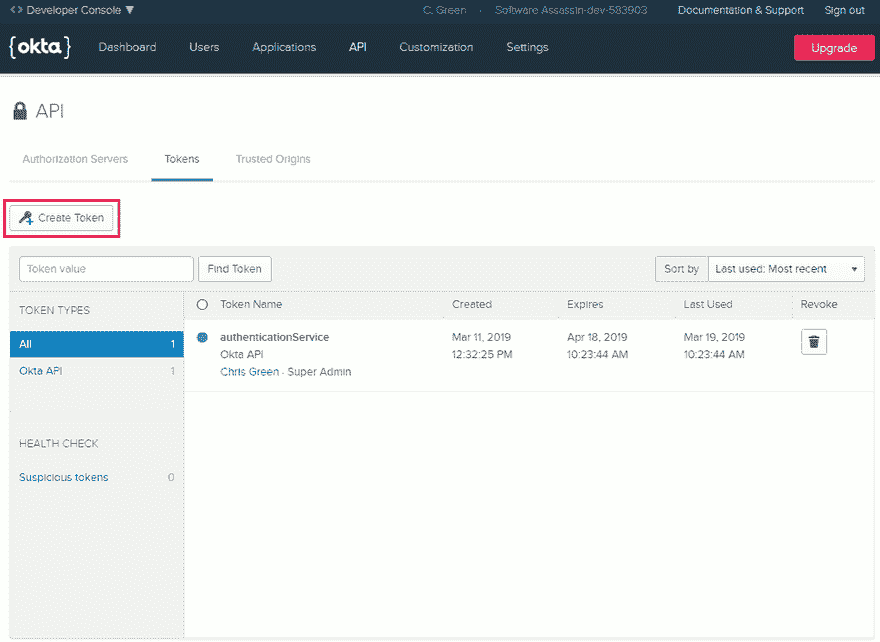 <> Developer Console ▼ C. Green · Software Assassin-dev-583903 Documentation & Support Sign out
{okta} Dashboard Users Applications API Customization Settings Upgrade
API
Authorization Servers Tokens Trusted Origins
Create Token
Token value Find Token Sort by Last used: Most recent ▼
TOKEN TYPES Token Name Created Expires Last Used Revoke
All 1 authenticationService Mar 11, 2019 Apr 18, 2019 Mar 19, 2019
Okta API 12:32:25 PM 10:23:44 AM 10:23:44 AM
Okta API 1 Chris Green - Super Admin
HEALTH CHECK
Suspicious tokens 0